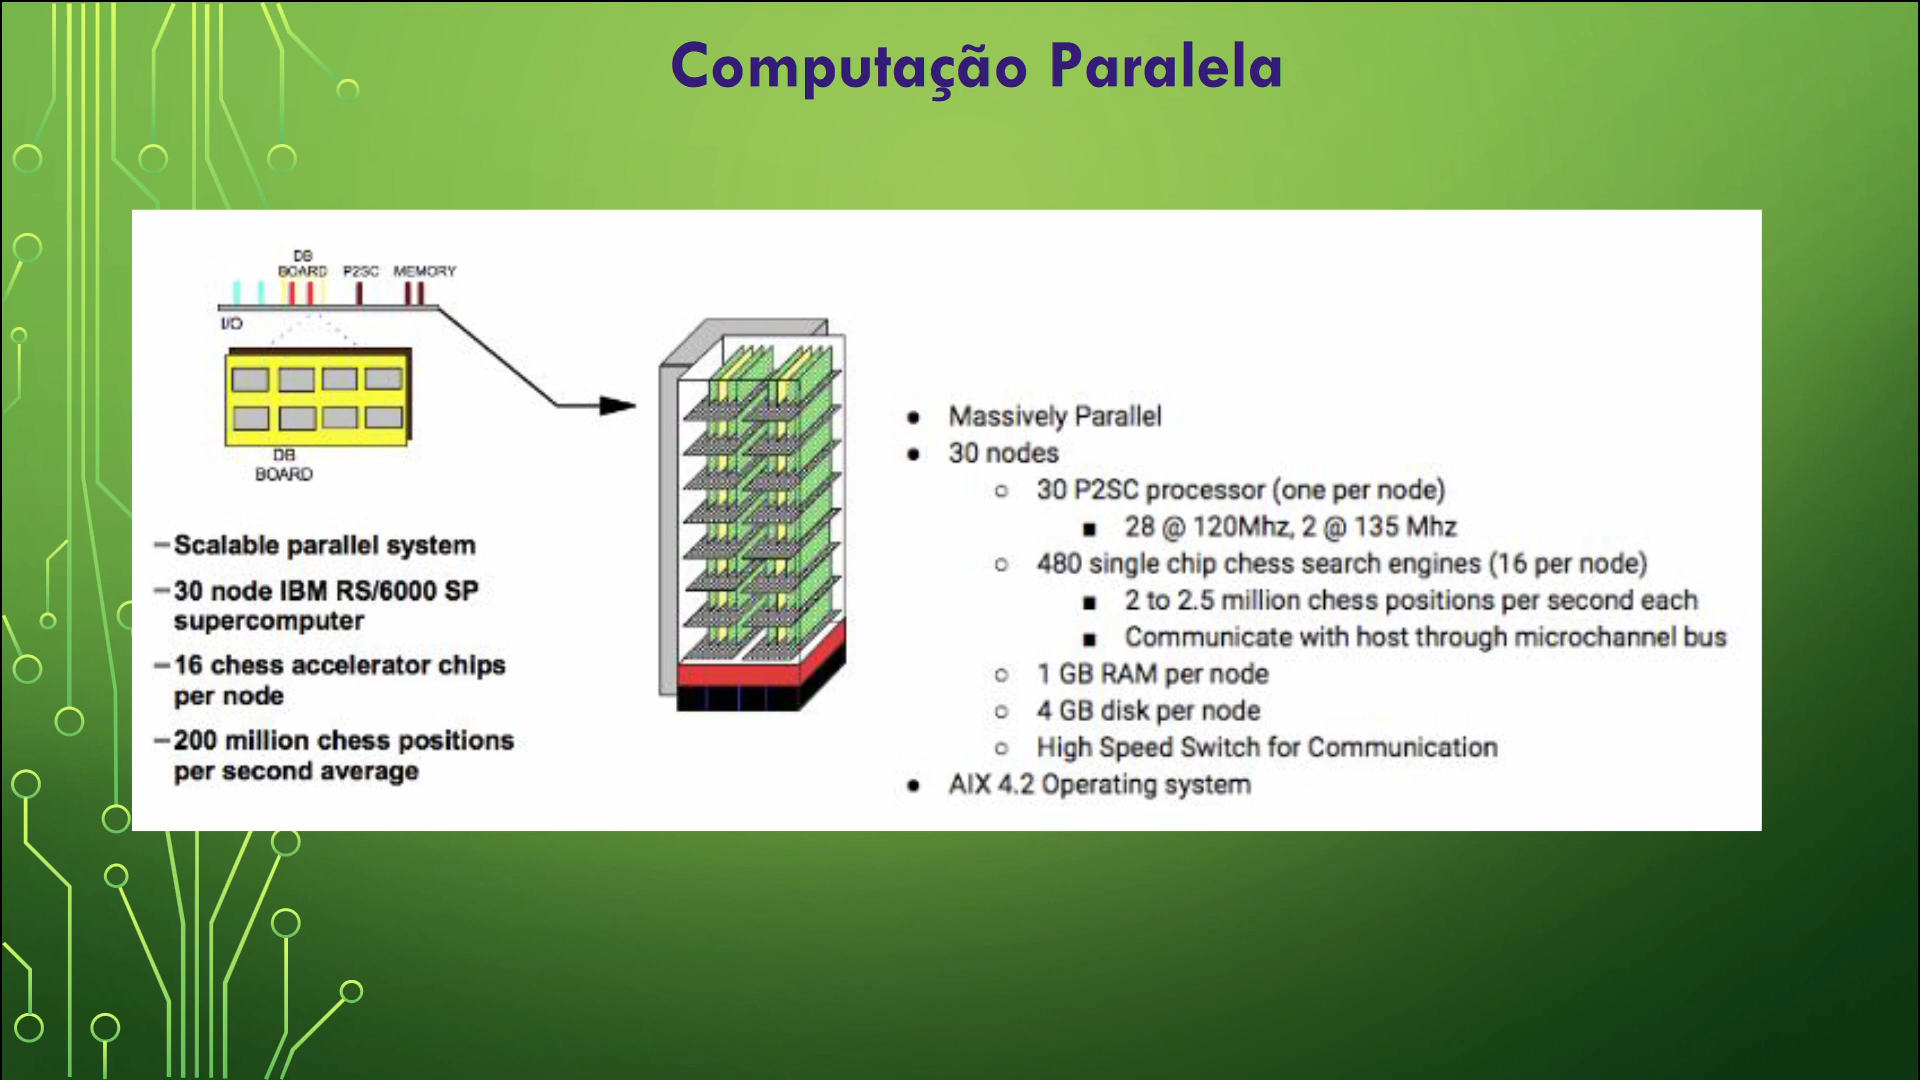 Computação Paralela
DB
BOARD P2SC MEMORY
I/O
DB
BOARD
–Scalable parallel system
–30 node IBM RS/6000 SP
supercomputer
–16 chess accelerator chips
per node
–200 million chess positions
per second average
● Massively Parallel
● 30 nodes
○ 30 P2SC processor (one per node)
■ 28 @ 120Mhz, 2 @ 135 Mhz
○ 480 single chip chess search engines (16 per node)
■ 2 to 2.5 million chess positions per second each
■ Communicate with host through microchannel bus
○ 1 GB RAM per node
○ 4 GB disk per node
○ High Speed Switch for Communication
● AIX 4.2 Operating system